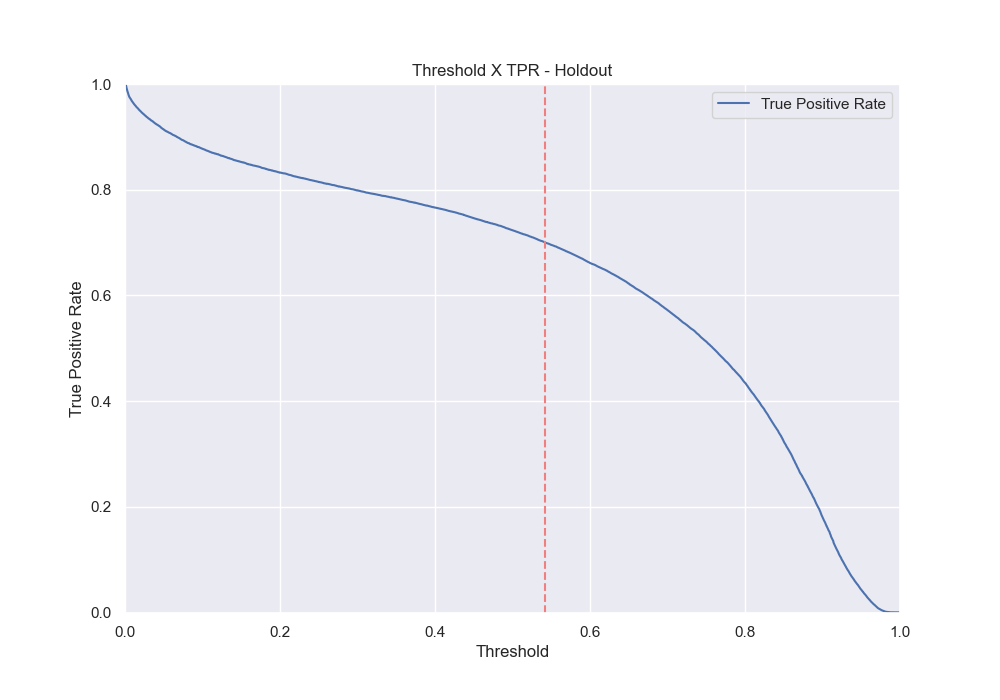 Threshold X TPR - Holdout
True Positive Rate
True Positive Rate
1.0
0.8
0.6
0.4
0.2
0.0
0.0 0.2 0.4 0.6 0.8 1.0
Threshold